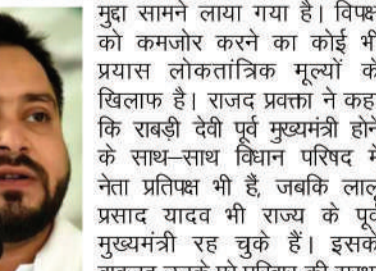 मुद्दा सामने लाया गया है। विपक्ष
को कमजोर करने का कोई भी
प्रयास लोकतांत्रिक मूल्यों के
खिलाफ है। राजद प्रवक्ता ने कहा
कि राबड़ी देवी पूर्व मुख्यमंत्री होने
के साथ–साथ विधान परिषद में
नेता प्रतिपक्ष भी हैं, जबकि लालू
प्रसाद यादव भी राज्य के पूर्व
मुख्यमंत्री रह चुके हैं। इसके